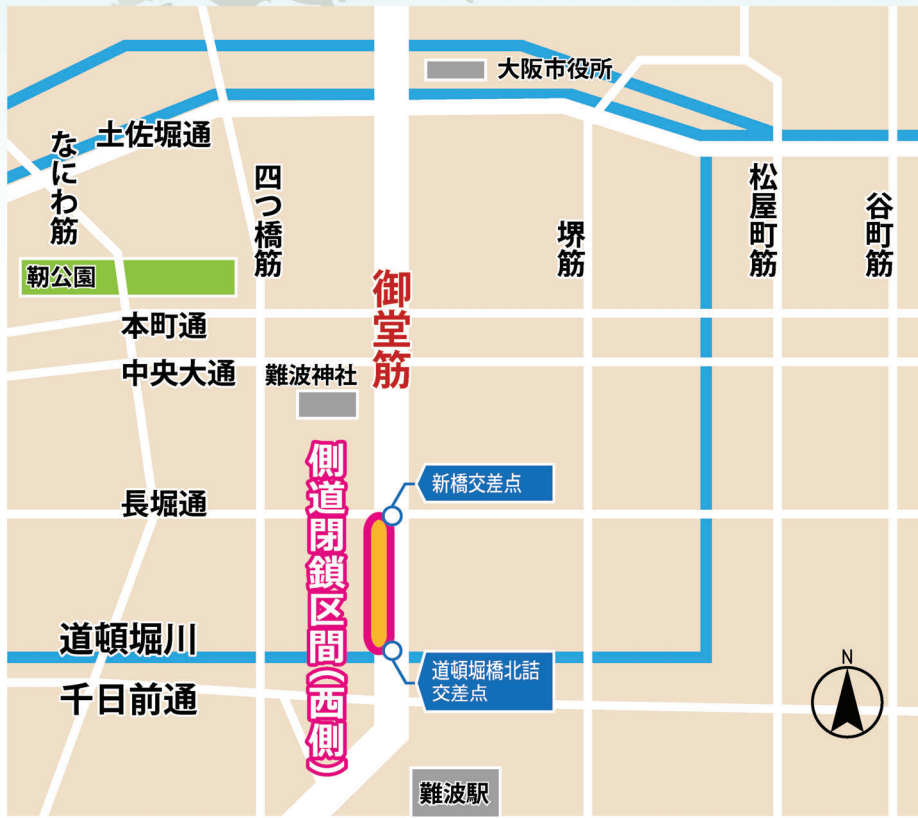 大阪市役所
土佐堀通
なにわ筋
四つ橋筋
堺筋
松屋町筋
谷町筋
靭公園
御堂筋
本町通
中央大通
難波神社
側道閉鎖区間(西側)
新橋交差点
長堀通
道頓堀川
道頓堀橋北詰
交差点
千日前通
N
難波駅